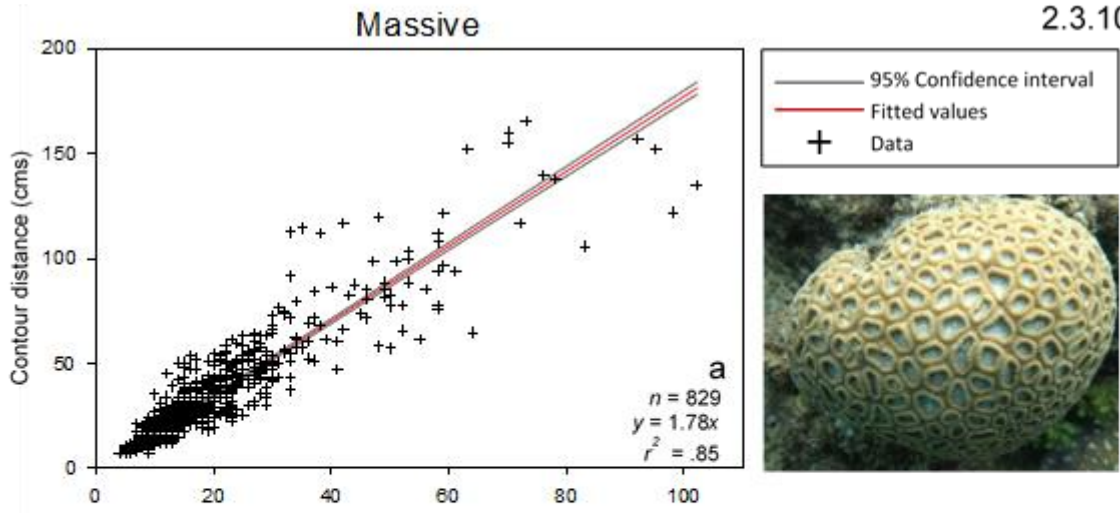 Massive
2.3.10
200
150
100
50
0
Contour distance (cms)
0 20 40 60 80 100
a
n = 829
y = 1.78x
r² = .85
95% Confidence interval
Fitted values
Data